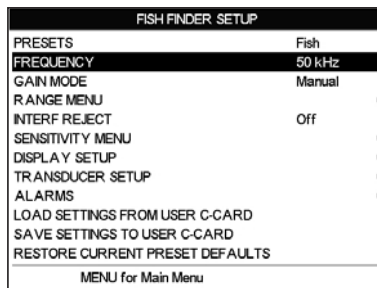 FISH FINDER SETUP
PRESETS Fish
FREQUENCY 50 kHz
GAIN MODE Manual
RANGE MENU
INTERF REJECT Off
SENSITIVITY MENU
DISPLAY SETUP
TRANSDUCER SETUP
ALARMS
LOAD SETTINGS FROM USER C-CARD
SAVE SETTINGS TO USER C-CARD
RESTORE CURRENT PRESET DEFAULTS
MENU for Main Menu